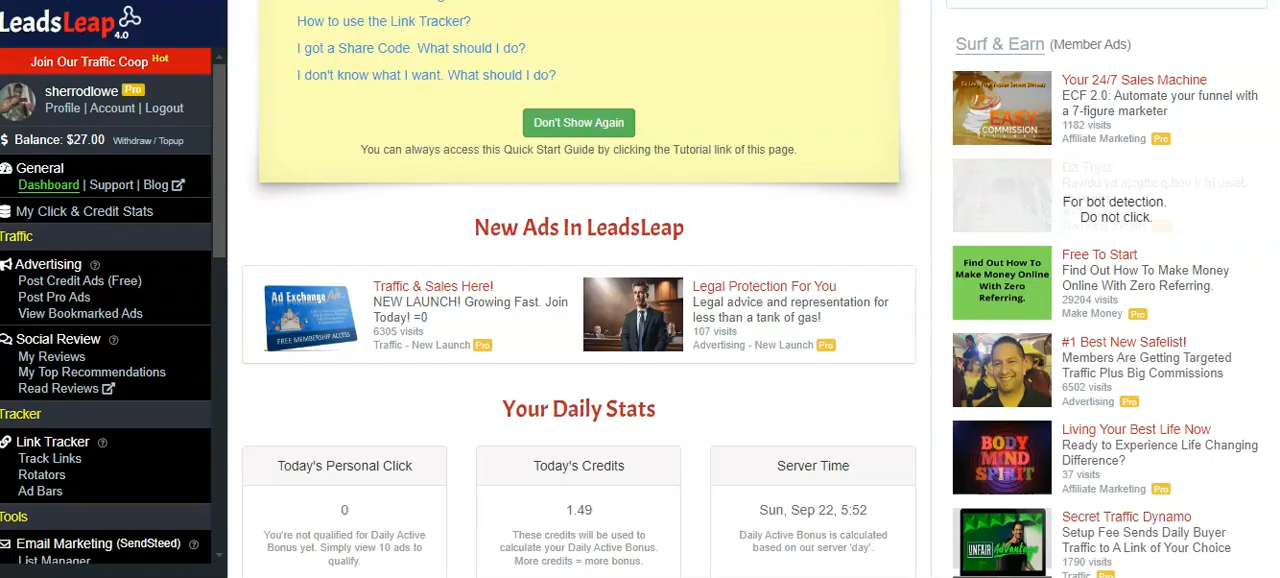 LeadsLeap 4.0
Join Our Traffic Coop Hot
sherrodlowe Pro
Profile | Account | Logout
$ Balance: $27.00 Withdraw / Topup
General
Dashboard | Support | Blog
My Click & Credit Stats
Traffic
Advertising
Post Credit Ads (Free)
Post Pro Ads
View Bookmarked Ads
Social Review
My Reviews
My Top Recommendations
Read Reviews
Tracker
Link Tracker
Track Links
Rotators
Ad Bars
Tools
Email Marketing (SendSteed)
List Manager
How to use the Link Tracker?
I got a Share Code. What should I do?
I don't know what I want. What should I do?
Don't Show Again
You can always access this Quick Start Guide by clicking the Tutorial link of this page.
New Ads In LeadsLeap
Ad Exchange
FREE MEMBERSHIP ACCESS
Traffic & Sales Here!
NEW LAUNCH! Growing Fast. Join
Today! =0
6305 visits
Traffic - New Launch Pro
Legal Protection For You
Legal advice and representation for
less than a tank of gas!
107 visits
Advertising - New Launch Pro
Your Daily Stats
Today's Personal Click
0
You're not qualified for Daily Active
Bonus yet. Simply view 10 ads to
qualify.
Today's Credits
1.49
These credits will be used to
calculate your Daily Active Bonus.
More credits = more bonus.
Server Time
Sun, Sep 22, 5:52
Daily Active Bonus is calculated
based on our server 'day'.
Surf & Earn (Member Ads)
EASY
COMMISSION
Your 24/7 Sales Machine
ECF 2.0: Automate your funnel with
a 7-figure marketer
1182 visits
Affiliate Marketing Pro
For bot detection.
Do not click.
Find Out How To
Make Money Online
With Zero
Referring.
Free To Start
Find Out How To Make Money
Online With Zero Referring.
29204 visits
Make Money Pro
#1 Best New Safelist!
Members Are Getting Targeted
Traffic Plus Big Commissions
6502 visits
Advertising Pro
BODY
MIND
SPIRIT
Living Your Best Life Now
Ready to Experience Life Changing
Difference?
37 visits
Affiliate Marketing Pro
UNFAIR AdVantage
Secret Traffic Dynamo
Setup Fee Sends Daily Buyer
Traffic to A Link of Your Choice
1790 visits
Traffic Pro